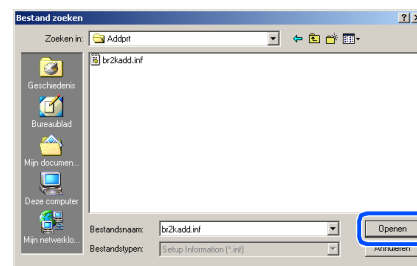 Bestand zoeken
Zoeken in: Addprt
br2kadd.inf
Geschiedenis
Bureaublad
Mijn documen...
Deze computer
Mijn netwerklo...
Bestandsnaam: br2kadd.inf Openen
Bestandstypen: Setup Information (*.inf) Annuleren